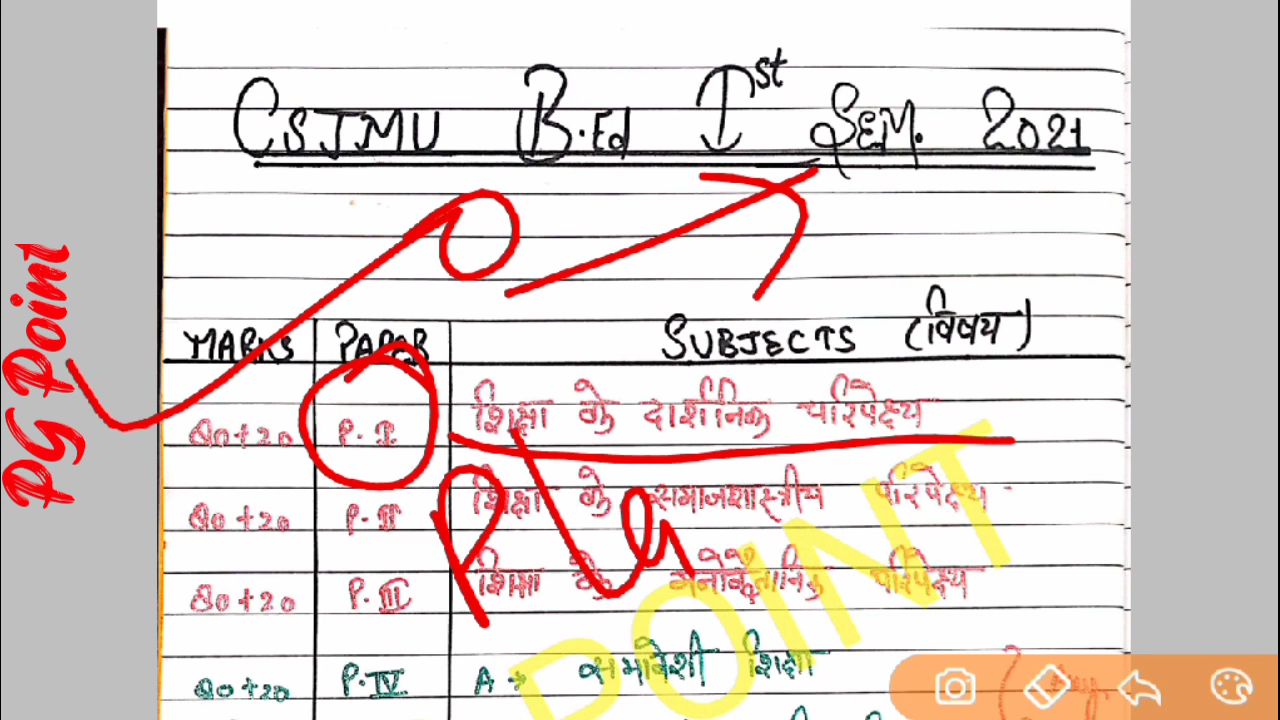 CSJMU B.Ed Ist SEM. 2021
MARKS PAPER SUBJECTS (विषय)
80+20 P.I शिक्षा के दार्शनिक परिपेक्ष्य
80+20 P.II शिक्षा के समाजशास्त्रीय परिपेक्ष्य
80+20 P.III शिक्षा के मनोवैज्ञानिक परिपेक्ष्य
80+20 P.IV A → समावेशी शिक्षा
PG Point
POINT